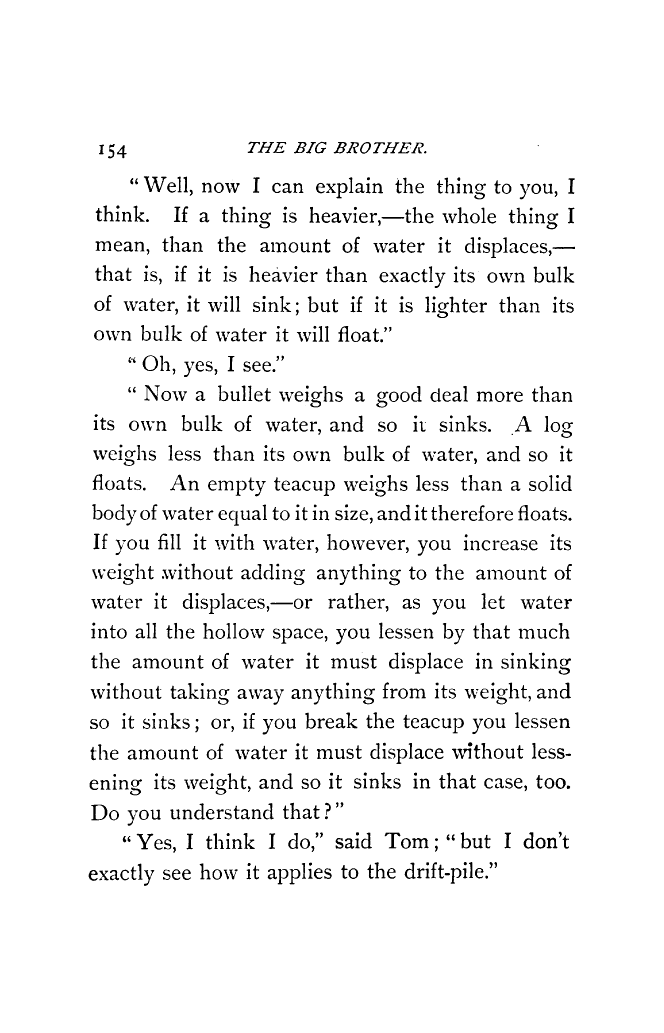 154 THE BIG BROTHER.
“Well, now I can explain the thing to you, I
think. If a thing is heavier,—the whole thing I
mean, than the amount of water it displaces,—
that is, if it is heavier than exactly its own bulk
of water, it will sink; but if it is lighter than its
own bulk of water it will float.”
“Oh, yes, I see.”
“Now a bullet weighs a good deal more than
its own bulk of water, and so it sinks. A log
weighs less than its own bulk of water, and so it
floats. An empty teacup weighs less than a solid
body of water equal to it in size, and it therefore floats.
If you fill it with water, however, you increase its
weight without adding anything to the amount of
water it displaces,—or rather, as you let water
into all the hollow space, you lessen by that much
the amount of water it must displace in sinking
without taking away anything from its weight, and
so it sinks; or, if you break the teacup you lessen
the amount of water it must displace without less-
ening its weight, and so it sinks in that case, too.
Do you understand that?”
“Yes, I think I do,” said Tom; “but I don’t
exactly see how it applies to the drift-pile.”